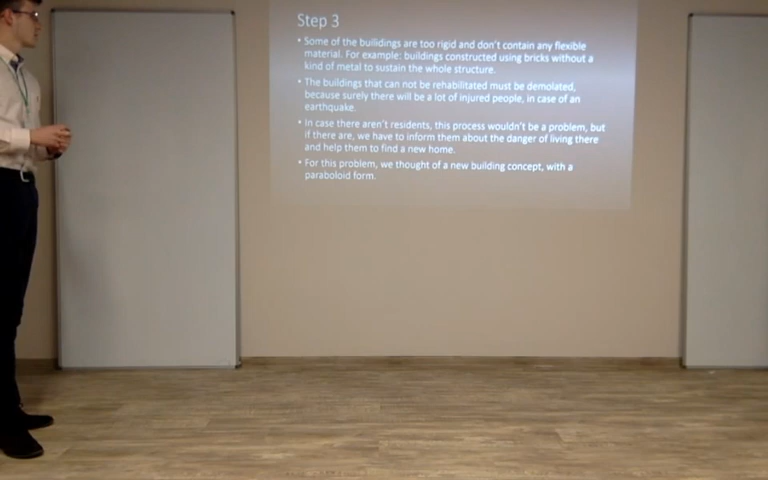 Step 3
• Some of the buildings are too rigid and don't contain any flexible
material. For example: buildings constructed using bricks without a
kind of metal to sustain the whole structure.
• The buildings that can not be rehabilitated must be demolated,
because surely there will be a lot of injured people, in case of an
earthquake.
• In case there aren't residents, this process wouldn't be a problem, but
if there are, we have to inform them about the danger of living there
and help them to find a new home.
• For this problem, we thought of a new building concept, with a
paraboloid form.